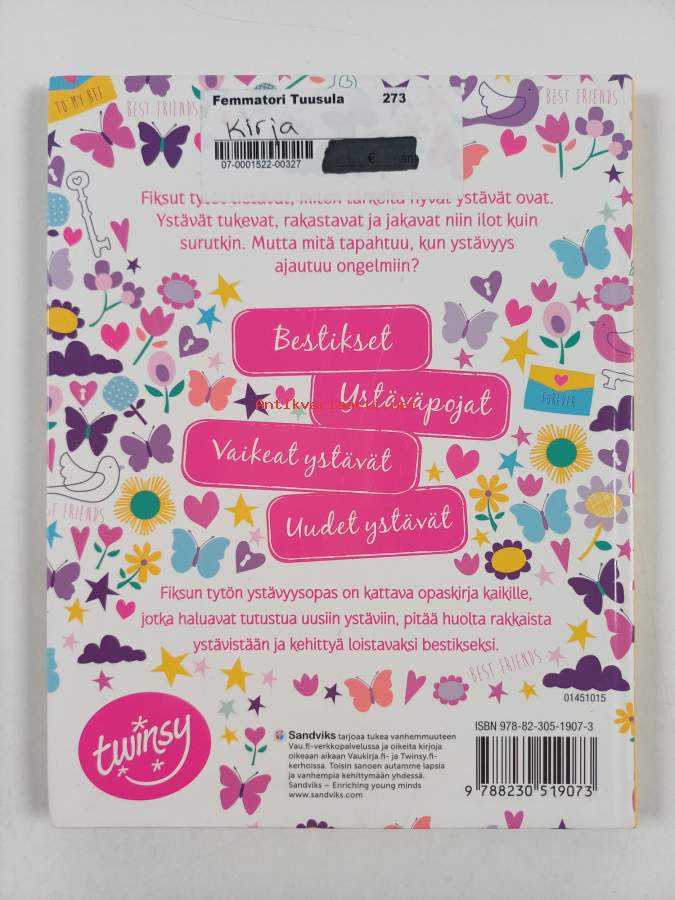 TO MY BFF
BEST FRIENDS
BEST FRIENDS
Femmatori Tuusula 273
Kirja
07-0001522-00327
€
Fiksut tytöt tietävät, miten tärkeitä hyvät ystävät ovat.
Ystävät tukevat, rakastavat ja jakavat niin ilot kuin
surutkin. Mutta mitä tapahtuu, kun ystävyys
ajautuu ongelmiin?
Bestikset
Ystäväpojat
Antikvariaatti.net
FOREVER
Vaikeat ystävät
Uudet ystävät
ST FRIENDS
Fiksun tytön ystävyysopas on kattava opaskirja kaikille,
jotka haluavat tutustua uusiin ystäviin, pitää huolta rakkaista
ystävistään ja kehittyä loistavaksi bestikseksi.
BEST FRIENDS
01451015
twinsy
Sandviks tarjoaa tukea vanhemmuuteen
Vau.fi-verkkopalvelussa ja oikeita kirjoja
oikeaan aikaan Vaukirja.fi- ja Twinsy.fi-
kerhoissa. Toisin sanoen autamme lapsia
ja vanhempia kehittymään yhdessä.
Sandviks – Enriching young minds
www.sandviks.com
ISBN 978-82-305-1907-3
9 788230 519073